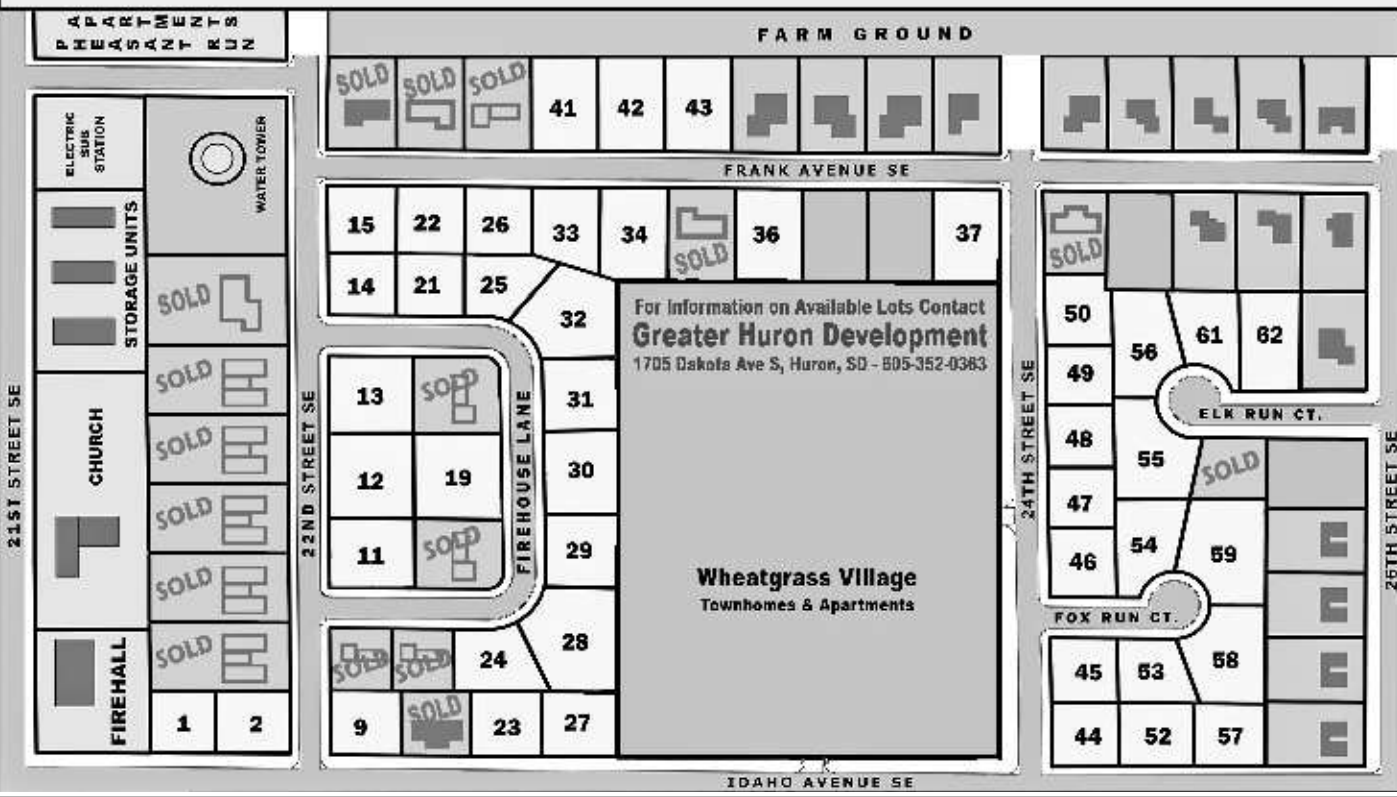 APARTMENTS
PHEASANT RUN
FARM GROUND
SOLD
SOLD
SOLD
41
42
43
ELECTRIC
SUB
STATION
WATER TOWER
FRANK AVENUE SE
15
22
26
33
34
SOLD
36
37
SOLD
STORAGE UNITS
14
21
25
32
For Information on Available Lots Contact
Greater Huron Development
1705 Dakota Ave S, Huron, SD - 605-352-0363
SOLD
50
56
61
62
49
ELK RUN CT.
SOLD
13
SOLD
31
21ST STREET SE
CHURCH
SOLD
22ND STREET SE
12
19
FIREHOUSE LANE
30
24TH STREET SE
48
55
SOLD
26TH STREET SE
SOLD
47
11
SOLD
29
46
54
59
SOLD
Wheatgrass Village
Townhomes & Apartments
FOX RUN CT.
FIREHALL
SOLD
SOLD
SOLD
24
28
45
53
58
1
2
9
SOLD
23
27
44
52
57
IDAHO AVENUE SE